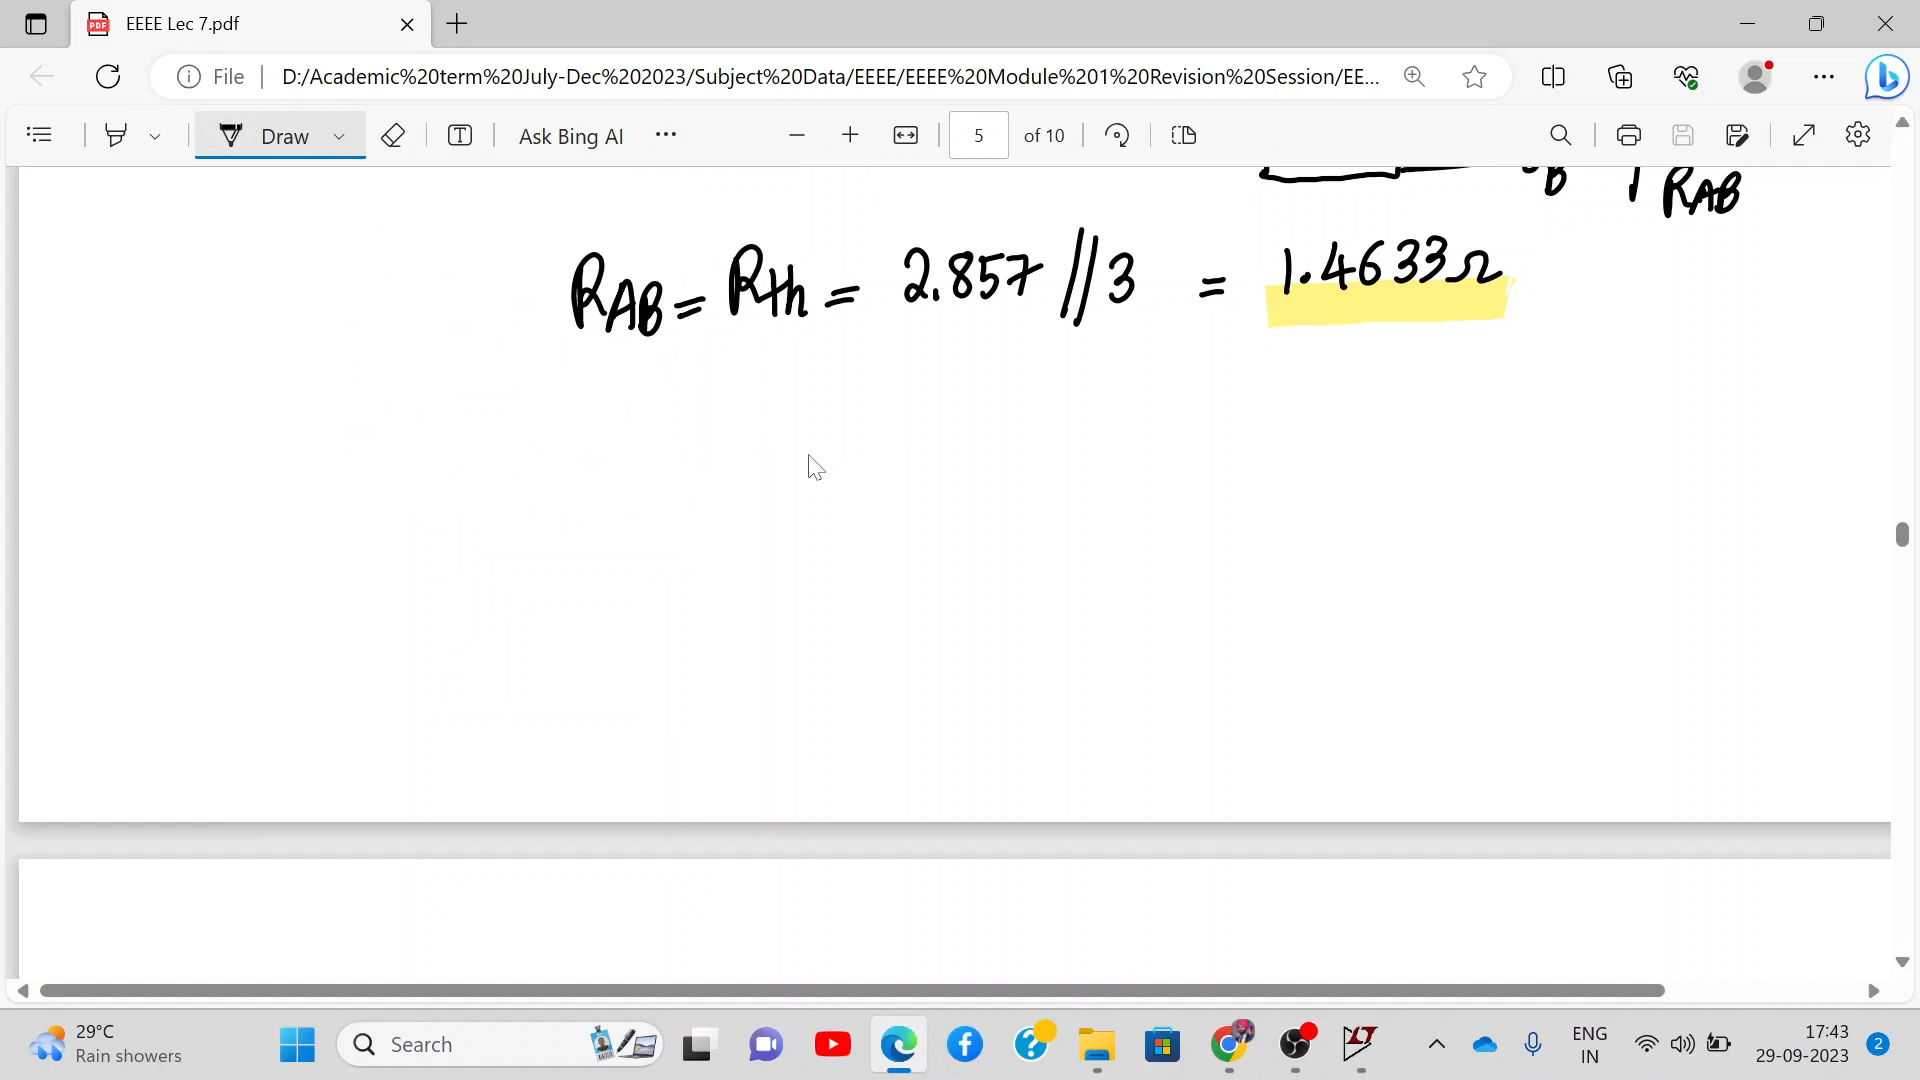 EEEE Lec 7.pdf
File D:/Academic%20term%20July-Dec%202023/Subject%20Data/EEEE/EEEE%20Module%201%20Revision%20Session/EE...
Draw Ask Bing AI 5 of 10
B RAB
RAB = Rth = 2.857 // 3 = 1.4633Ω
29°C
Rain showers
Search
ENG
IN
17:43
29-09-2023
2